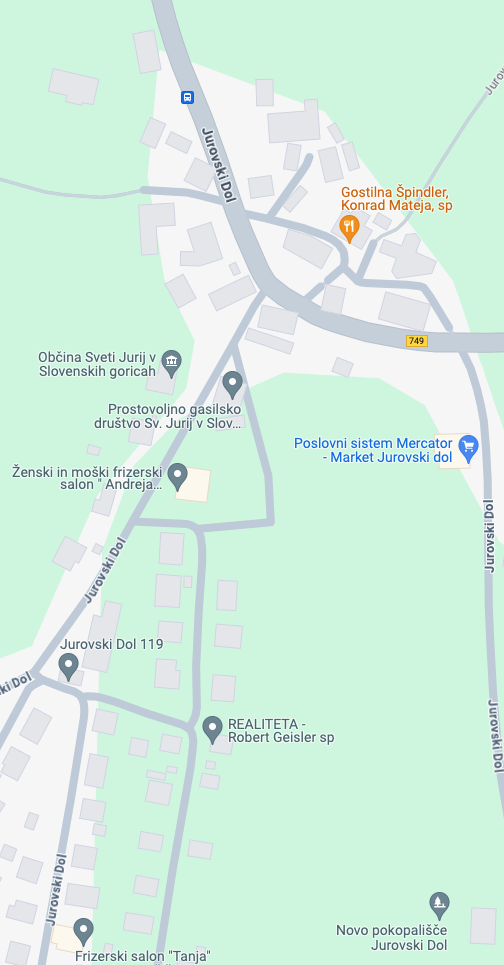 Jurovski Dol
Gostilna Špindler,
Konrad Mateja, sp
749
Občina Sveti Jurij v
Slovenskih goricah
Prostovoljno gasilsko
društvo Sv. Jurij v Slov...
Poslovni sistem Mercator
- Market Jurovski dol
Ženski in moški frizerski
salon " Andreja...
Jurovski Dol
Jurovski Dol
Jurovski Dol 119
Jurovski Dol
REALITETA -
Robert Geisler sp
Jurovski Dol
Novo pokopališče
Jurovski Dol
Frizerski salon "Tanja"